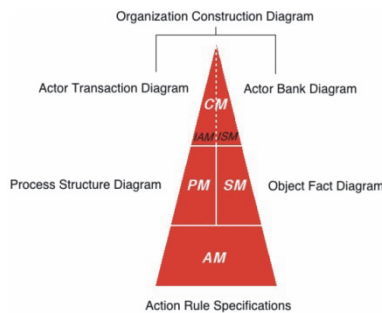 Organization Construction Diagram
Actor Transaction Diagram
Actor Bank Diagram
CM
IAM
ISM
Process Structure Diagram
PM
SM
Object Fact Diagram
AM
Action Rule Specifications